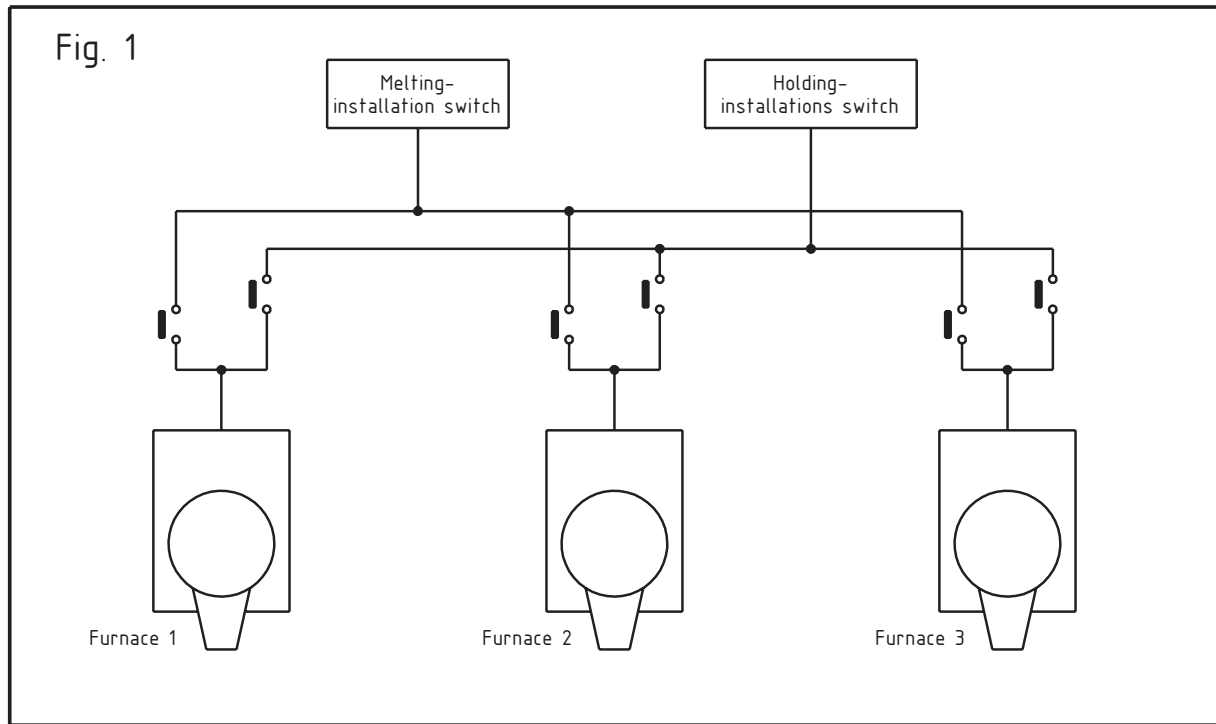 Fig. 1
Melting-
installation switch
Holding-
installations switch
Furnace 1
Furnace 2
Furnace 3